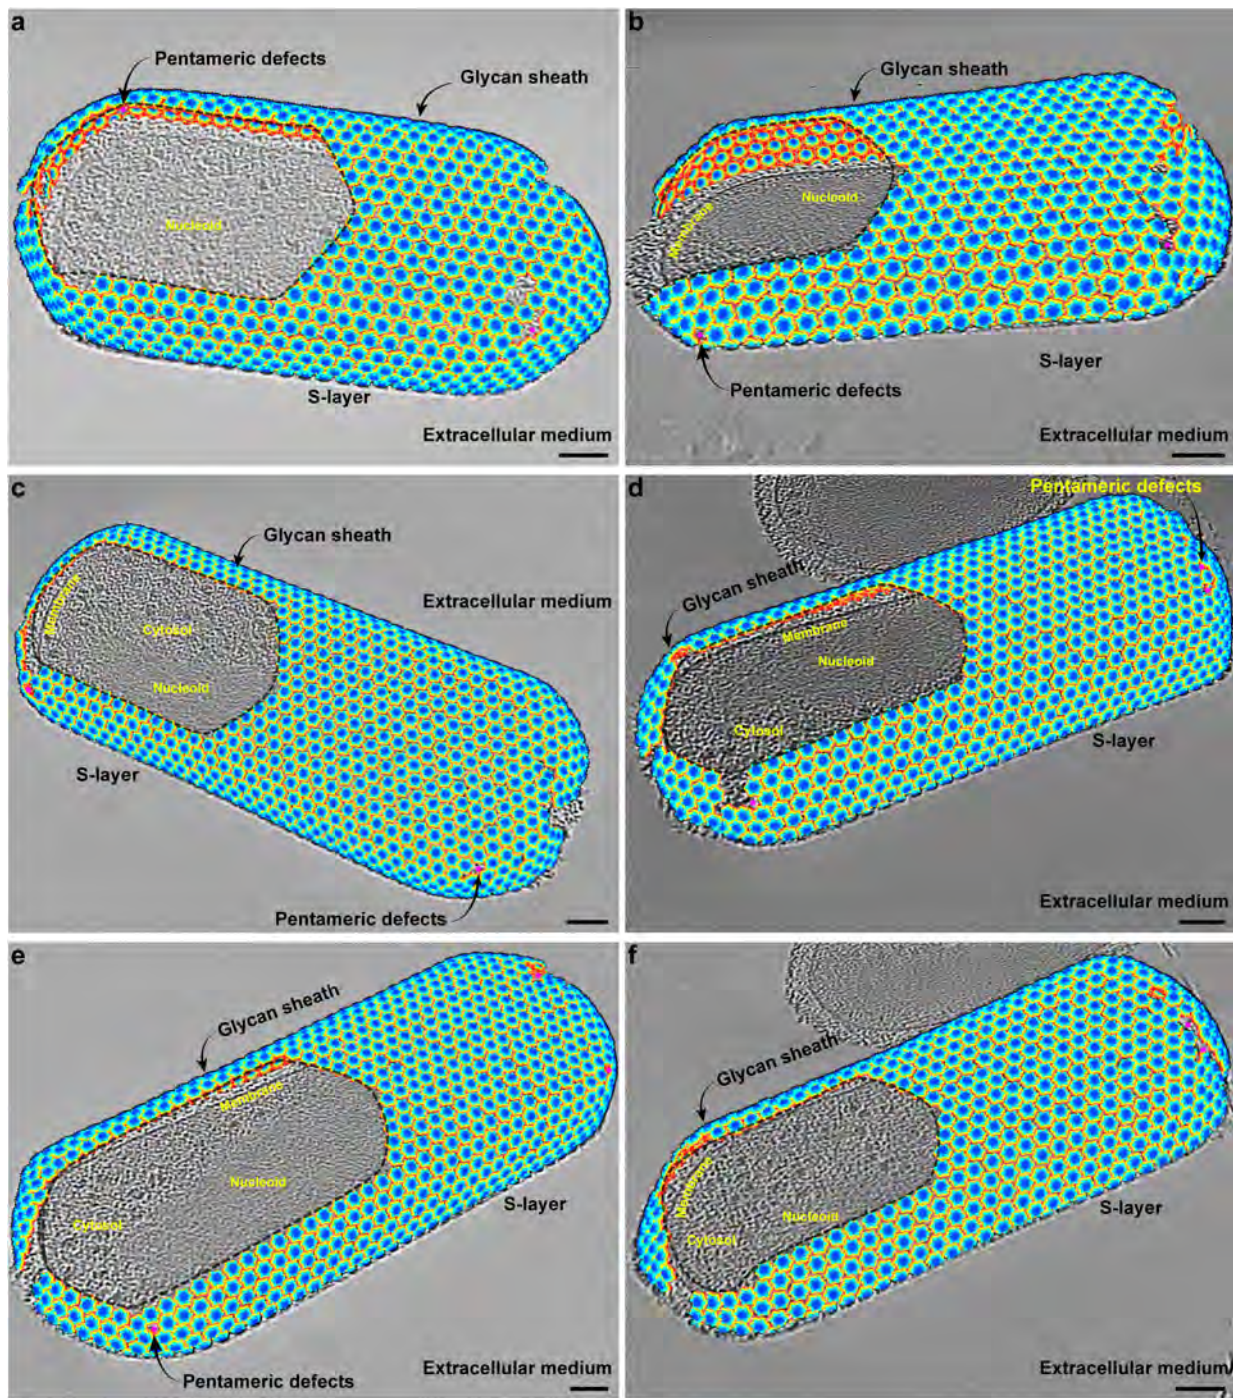 a
Pentameric defects
Glycan sheath
Nucleoid
S-layer
Extracellular medium
b
Glycan sheath
Nucleoid
Membrane
S-layer
Pentameric defects
Extracellular medium
c
Glycan sheath
Extracellular medium
Membrane
Cytosol
Nucleoid
S-layer
Pentameric defects
d
Pentameric defects
Glycan sheath
Membrane
Nucleoid
Cytosol
S-layer
Extracellular medium
e
Glycan sheath
Membrane
Nucleoid
Cytosol
S-layer
Extracellular medium
Pentameric defects
f
Glycan sheath
Membrane
Nucleoid
Cytosol
S-layer
Extracellular medium